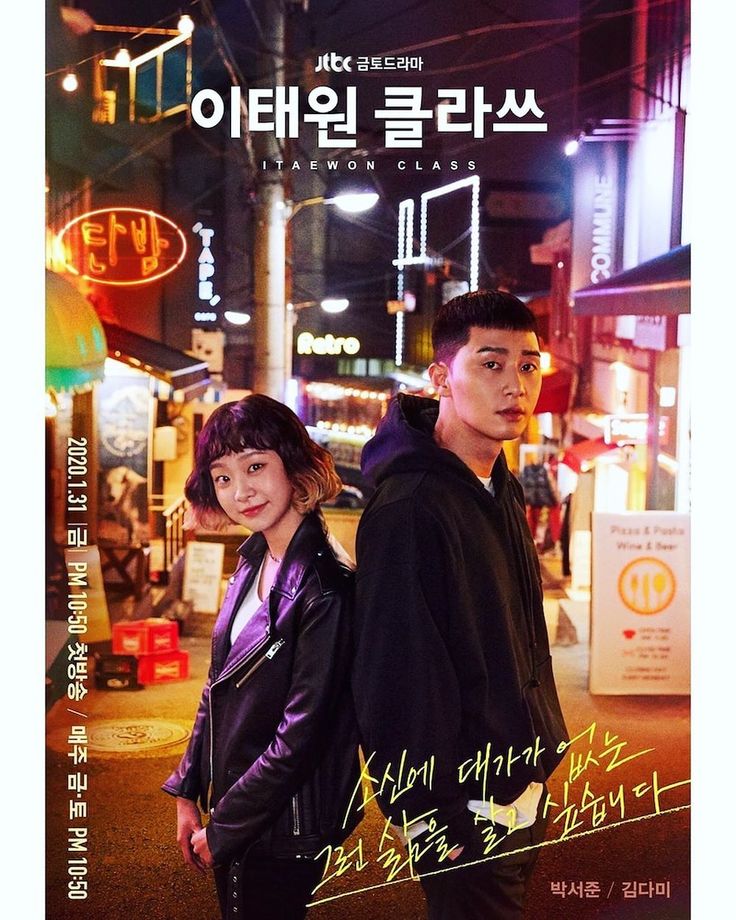 JTBC 금토드라마
이태원 클라쓰
ITAEWON CLASS
단밤
TAPE
Retro
COMMUNE
Pizza & Pasta
Wine & Beer
2020.1.31 |금| PM 10:50 첫방송 / 매주 금·토 PM 10:50
소신에 대가가 없는
그런 삶을 살고 싶습니다
박서준 / 김다미